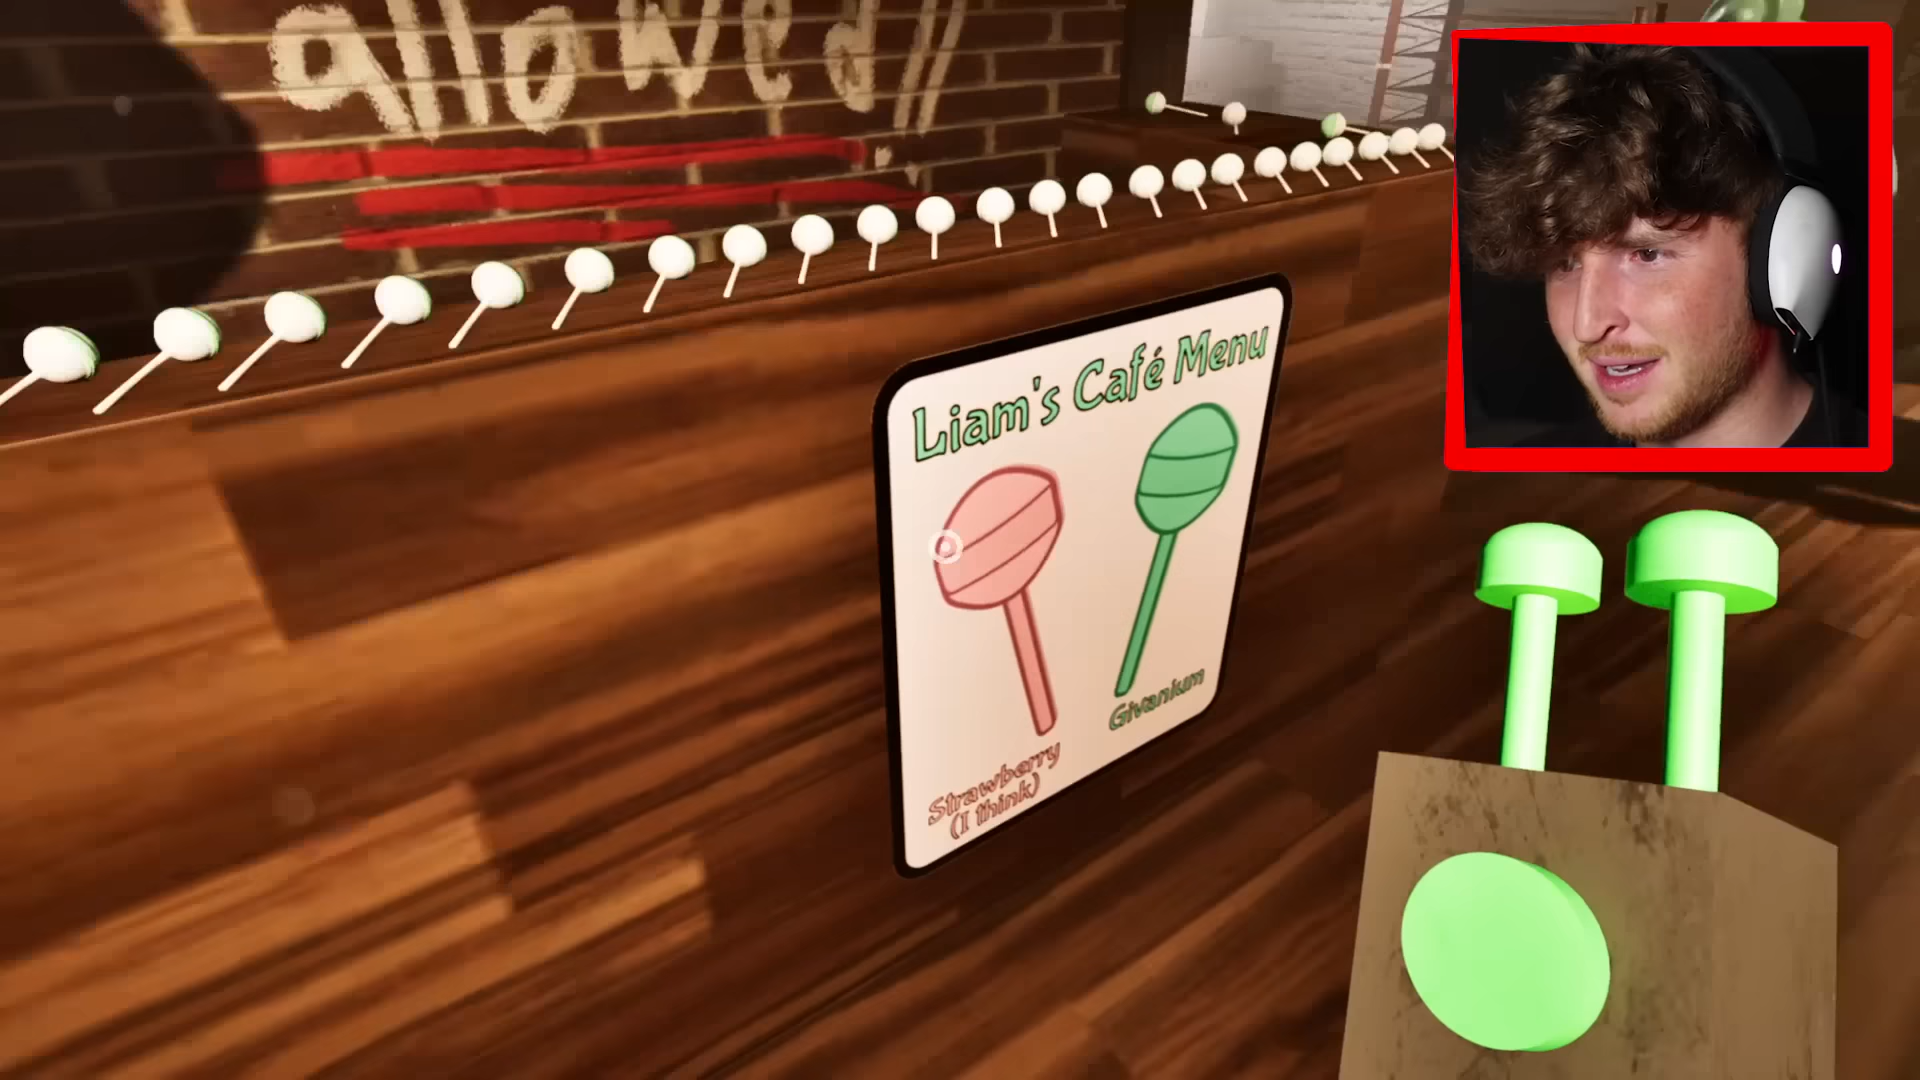 allowed//
Liam's Café Menu
Strawberry
(I think)
Givanium